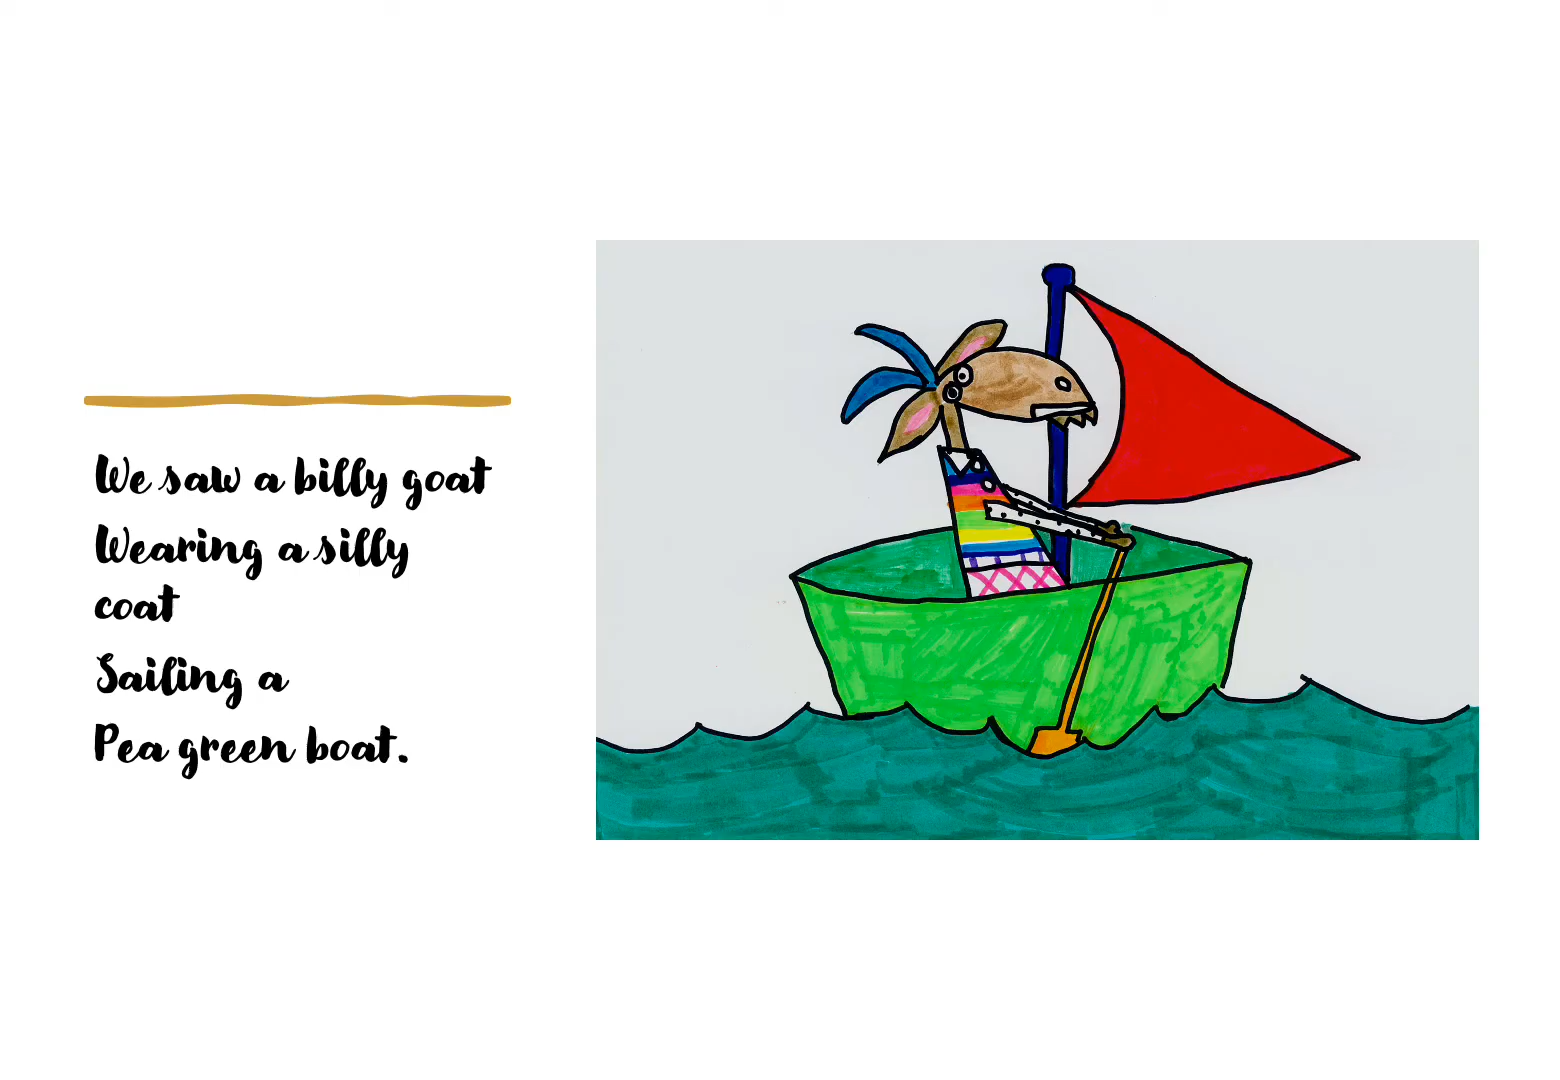 We saw a billy goat
Wearing a silly
coat
Sailing a
Pea green boat.